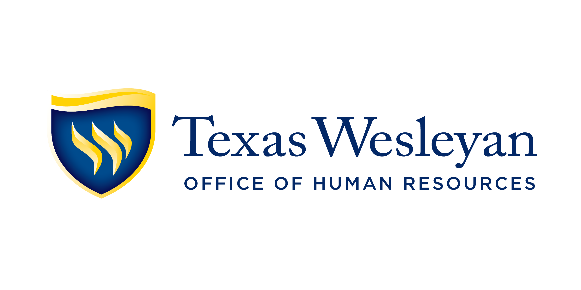 Texas Wesleyan
OFFICE OF HUMAN RESOURCES